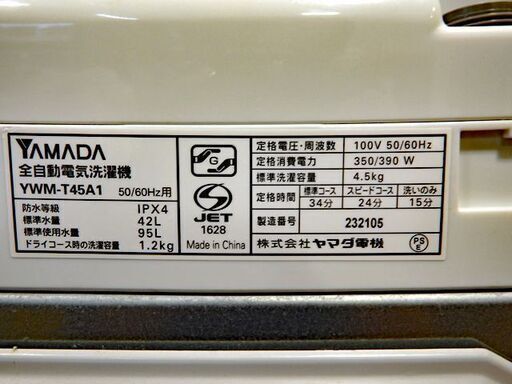 YAMADA
全自動電気洗濯機
YWM-T45A1 50/60Hz用
防水等級 IPX4
標準水量 42L
標準使用水量 95L
ドライコース時の洗濯容量 1.2kg
G
S
JET
1628
Made in China
定格電圧・周波数 100V 50/60Hz
定格消費電力 350/390 W
定格洗濯・脱水容量 4.5kg
定格時間 標準コース スピードコース 洗いのみ
34分 24分 15分
製造番号 232105
株式会社 ヤマダ電機
PS
E